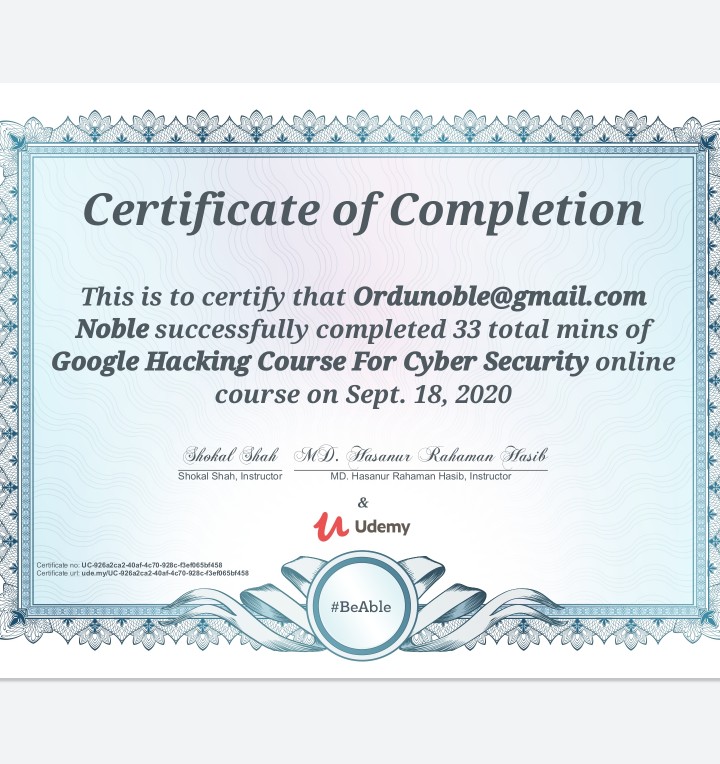 Certificate of Completion
This is to certify that Ordunoble@gmail.com
Noble successfully completed 33 total mins of
Google Hacking Course For Cyber Security online
course on Sept. 18, 2020
Shokal Shah MD. Hasanur Rahaman Hasib
Shokal Shah, Instructor MD. Hasanur Rahaman Hasib, Instructor
&
Udemy
Certificate no: UC-926a2ca2-40af-4c70-928c-f3ef065bf458
Certificate url: ude.my/UC-926a2ca2-40af-4c70-928c-f3ef065bf458
#BeAble